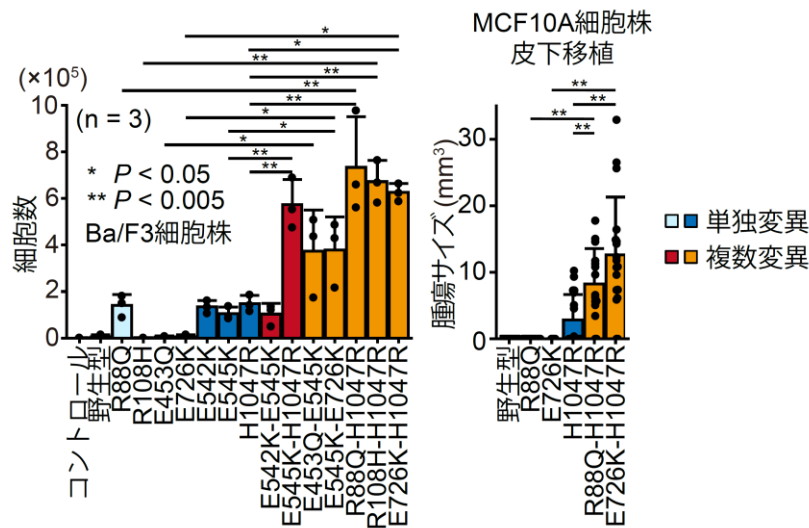 (×10⁵)
(n = 3)
* P < 0.05
** P < 0.005
Ba/F3細胞株
細胞数
10
8
6
4
2
0
*
*
**
**
**
**
*
*
*
**
**
コントロール
野生型
R88Q
R108H
E453Q
E726K
E542K
E545K
H1047R
E542K-E545K
E545K-H1047R
E453Q-E545K
E545K-E726K
R88Q-H1047R
R108H-H1047R
E726K-H1047R
MCF10A細胞株
皮下移植
腫瘍サイズ (mm³)
30
20
10
0
**
**
**
**
野生型
R88Q
E726K
H1047R
R88Q-H1047R
E726K-H1047R
単独変異
複数変異